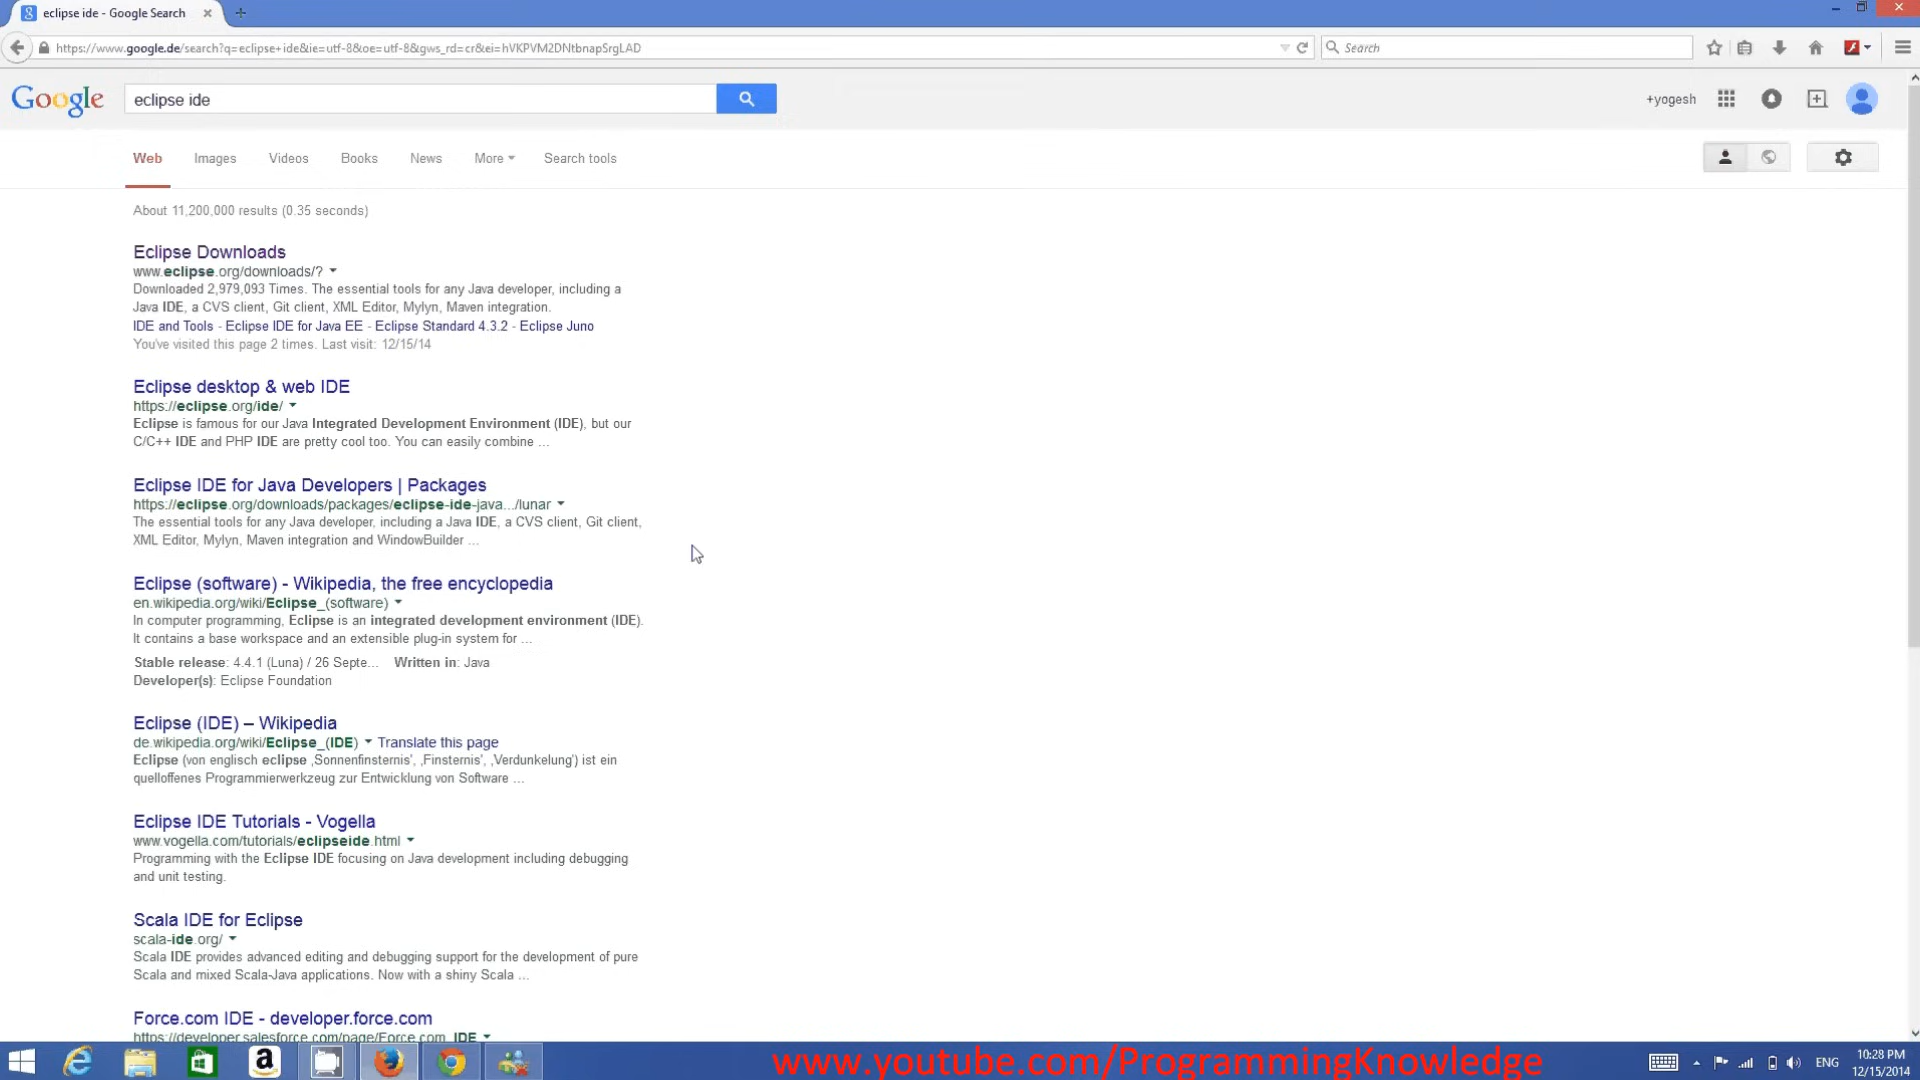 eclipse ide - Google Search
https://www.google.de/search?q=eclipse+ide&ie=utf-8&oe=utf-8&gws_rd=cr&ei=hVKPVM2DNtbnapSrgLAD
Search
Google
eclipse ide
+yogesh
Web Images Videos Books News More Search tools
About 11,200,000 results (0.35 seconds)
Eclipse Downloads
www.eclipse.org/downloads/?
Downloaded 2,979,093 Times. The essential tools for any Java developer, including a
Java IDE, a CVS client, Git client, XML Editor, Mylyn, Maven integration.
IDE and Tools - Eclipse IDE for Java EE - Eclipse Standard 4.3.2 - Eclipse Juno
You've visited this page 2 times. Last visit: 12/15/14
Eclipse desktop & web IDE
https://eclipse.org/ide/
Eclipse is famous for our Java Integrated Development Environment (IDE), but our
C/C++ IDE and PHP IDE are pretty cool too. You can easily combine ...
Eclipse IDE for Java Developers | Packages
https://eclipse.org/downloads/packages/eclipse-ide-java.../lunar
The essential tools for any Java developer, including a Java IDE, a CVS client, Git client,
XML Editor, Mylyn, Maven integration and WindowBuilder ...
Eclipse (software) - Wikipedia, the free encyclopedia
en.wikipedia.org/wiki/Eclipse_(software)
In computer programming, Eclipse is an integrated development environment (IDE).
It contains a base workspace and an extensible plug-in system for ...
Stable release: 4.4.1 (Luna) / 26 Septe... Written in: Java
Developer(s): Eclipse Foundation
Eclipse (IDE) – Wikipedia
de.wikipedia.org/wiki/Eclipse_(IDE) Translate this page
Eclipse (von englisch eclipse ‚Sonnenfinsternis', ‚Finsternis', ‚Verdunkelung') ist ein
quelloffenes Programmierwerkzeug zur Entwicklung von Software ...
Eclipse IDE Tutorials - Vogella
www.vogella.com/tutorials/eclipseide.html
Programming with the Eclipse IDE focusing on Java development including debugging
and unit testing.
Scala IDE for Eclipse
scala-ide.org/
Scala IDE provides advanced editing and debugging support for the development of pure
Scala and mixed Scala-Java applications. Now with a shiny Scala ...
Force.com IDE - developer.force.com
https://developer.salesforce.com/page/Force.com_IDE
www.youtube.com/ProgrammingKnowledge
ENG
10:28 PM
12/15/2014